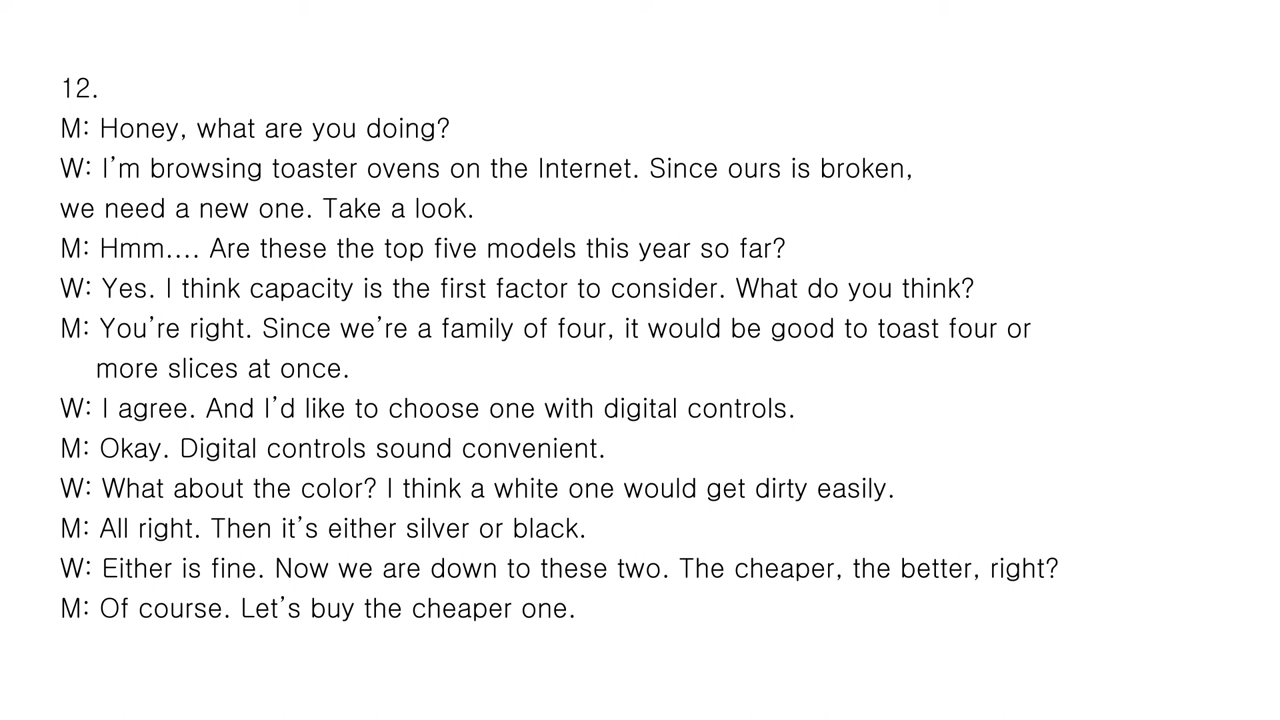 12.
M: Honey, what are you doing?
W: I'm browsing toaster ovens on the Internet. Since ours is broken,
we need a new one. Take a look.
M: Hmm.... Are these the top five models this year so far?
W: Yes. I think capacity is the first factor to consider. What do you think?
M: You're right. Since we're a family of four, it would be good to toast four or
more slices at once.
W: I agree. And I'd like to choose one with digital controls.
M: Okay. Digital controls sound convenient.
W: What about the color? I think a white one would get dirty easily.
M: All right. Then it's either silver or black.
W: Either is fine. Now we are down to these two. The cheaper, the better, right?
M: Of course. Let's buy the cheaper one.